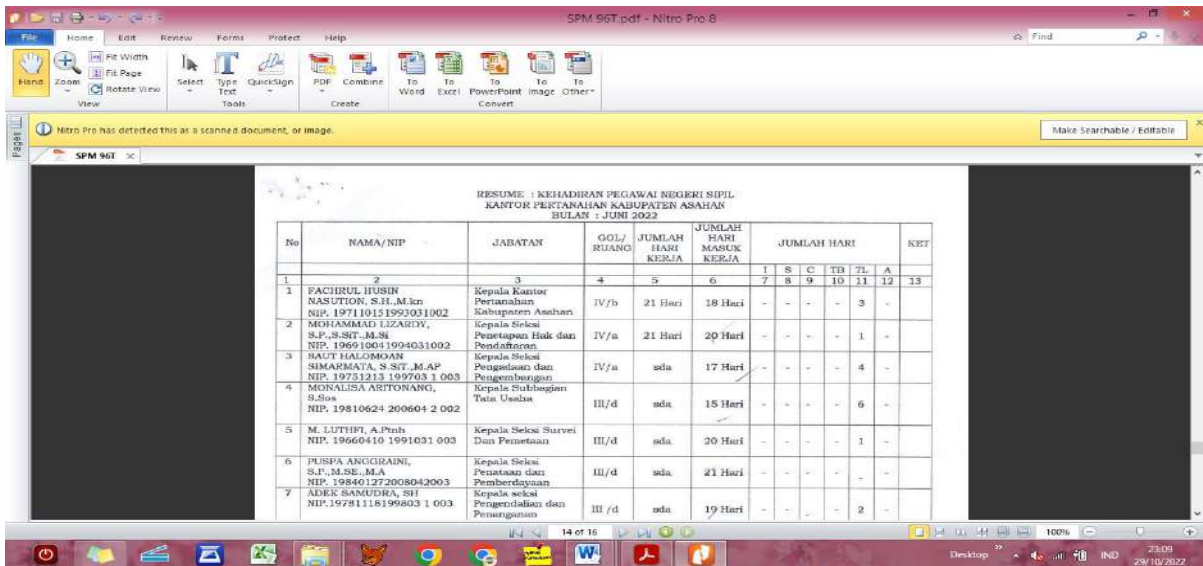 SPM 96T.pdf - Nitro Pro 8
File Home Edit Review Forms Protect Help Find
Hand Zoom Fit Width Fit Page Rotate View View
Select Type Text QuickSign Tools
PDF Combine Create
To Word To Excel To PowerPoint To Image To Other Convert
Pages
Nitro Pro has detected this as a scanned document, or image. Make Searchable / Editable
SPM 96T
RESUME : KEHADIRAN PEGAWAI NEGERI SIPIL
KANTOR PERTANAHAN KABUPATEN ASAHAN
BULAN : JUNI 2022
No NAMA/NIP JABATAN GOL/ RUANG JUMLAH HARI KERJA JUMLAH HARI MASUK KERJA JUMLAH HARI KET
I S C TB TL A
1 2 3 4 5 6 7 8 9 10 11 12 13
1 FACHRUL HUSIN Kepala Kantor
NASUTION, S.H.,M.kn Pertanahan IV/b 21 Hari 18 Hari - - - - 3 -
NIP. 197110151993031002 Kabupaten Asahan
2 MOHAMMAD LIZARDY, Kepala Seksi
S.P.,S.SiT.,M.Si Penetapan Hak dan IV/a 21 Hari 20 Hari - - - - 1 -
NIP. 196910041994031002 Pendaftaran
3 SAUT HALOMOAN Kepala Seksi
SIMARMATA, S.SiT.,M.AP Pengadaan dan IV/a sda 17 Hari - - - - 4 -
NIP. 19751213 199703 1 003 Pengembangan
4 MONALISA ARITONANG, Kepala Subbagian
S.Sos Tata Usaha III/d sda 15 Hari - - - - 6 -
NIP. 19810624 200604 2 002
5 M. LUTHFI, A.Ptnh Kepala Seksi Survei
NIP. 19660410 1991031 003 Dan Pemetaan III/d sda 20 Hari - - - - 1 -
6 PUSPA ANGGRAINI, Kepala Seksi
S.P.,M.SE.,M.A Penataan dan III/d sda 21 Hari - - - - - -
NIP. 198401272008042003 Pemberdayaan
7 ADEK SAMUDRA, SH Kepala seksi
NIP.19781118199803 1 003 Pengendalian dan III /d sda 19 Hari - - - - 2 -
Penanganan
14 of 16 100%
Desktop IND 23:09
29/10/2022